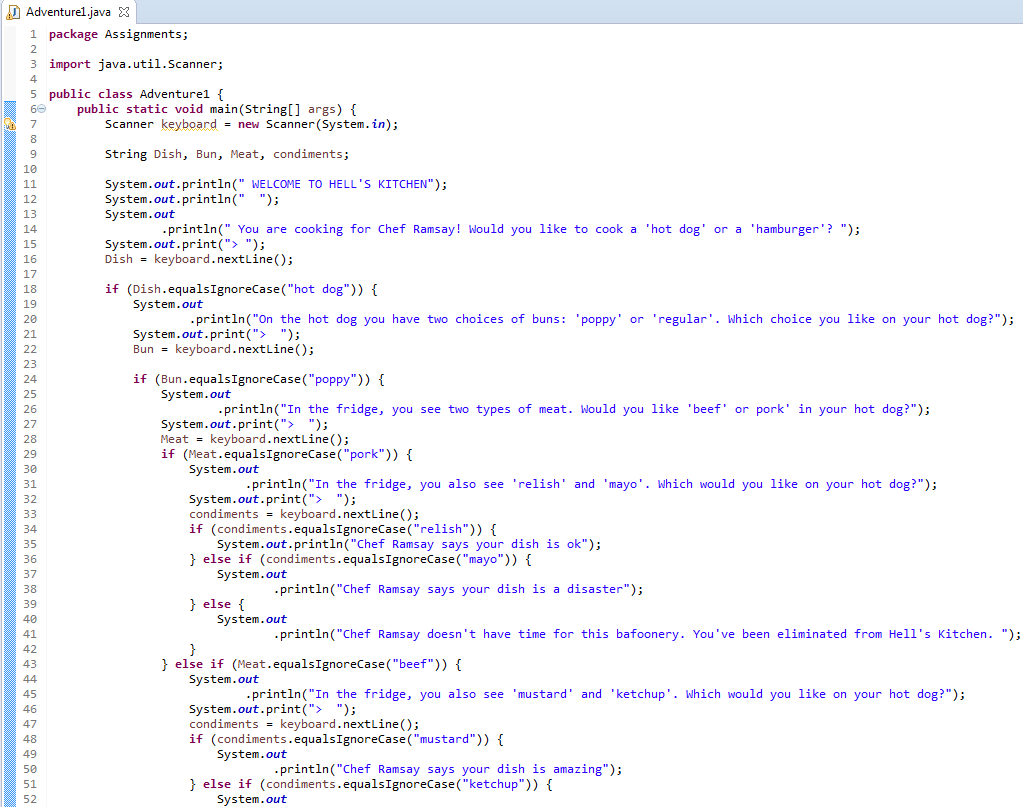 Adventure1.java
1 package Assignments;
2
3 import java.util.Scanner;
4
5 public class Adventure1 {
6     public static void main(String[] args) {
7         Scanner keyboard = new Scanner(System.in);
8
9         String Dish, Bun, Meat, condiments;
10
11         System.out.println(" WELCOME TO HELL'S KITCHEN");
12         System.out.println("  ");
13         System.out
14                 .println(" You are cooking for Chef Ramsay! Would you like to cook a 'hot dog' or a 'hamburger'? ");
15         System.out.print("> ");
16         Dish = keyboard.nextLine();
17
18         if (Dish.equalsIgnoreCase("hot dog")) {
19             System.out
20                     .println("On the hot dog you have two choices of buns: 'poppy' or 'regular'. Which choice you like on your hot dog?");
21             System.out.print(">  ");
22             Bun = keyboard.nextLine();
23
24             if (Bun.equalsIgnoreCase("poppy")) {
25                 System.out
26                         .println("In the fridge, you see two types of meat. Would you like 'beef' or pork' in your hot dog?");
27                 System.out.print(">  ");
28                 Meat = keyboard.nextLine();
29                 if (Meat.equalsIgnoreCase("pork")) {
30                     System.out
31                             .println("In the fridge, you also see 'relish' and 'mayo'. Which would you like on your hot dog?");
32                     System.out.print(">  ");
33                     condiments = keyboard.nextLine();
34                     if (condiments.equalsIgnoreCase("relish")) {
35                         System.out.println("Chef Ramsay says your dish is ok");
36                     } else if (condiments.equalsIgnoreCase("mayo")) {
37                         System.out
38                                 .println("Chef Ramsay says your dish is a disaster");
39                     } else {
40                         System.out
41                                 .println("Chef Ramsay doesn't have time for this bafoonery. You've been eliminated from Hell's Kitchen. ");
42                     }
43                 } else if (Meat.equalsIgnoreCase("beef")) {
44                     System.out
45                             .println("In the fridge, you also see 'mustard' and 'ketchup'. Which would you like on your hot dog?");
46                     System.out.print(">  ");
47                     condiments = keyboard.nextLine();
48                     if (condiments.equalsIgnoreCase("mustard")) {
49                         System.out
50                                 .println("Chef Ramsay says your dish is amazing");
51                     } else if (condiments.equalsIgnoreCase("ketchup")) {
52                         System.out